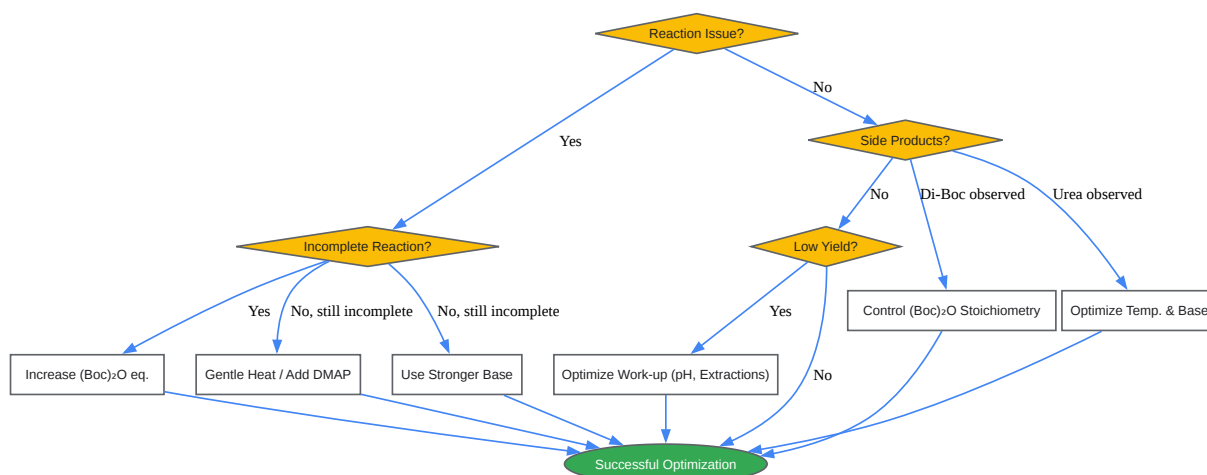 Reaction Issue?
No
Side Products?
Yes
No
Di-Boc observed
Urea observed
Incomplete Reaction?
Low Yield?
Yes
No, still incomplete
No, still incomplete
Yes
Control (Boc)₂O Stoichiometry
Optimize Temp. & Base
Increase (Boc)₂O eq.
Gentle Heat / Add DMAP
Use Stronger Base
Optimize Work-up (pH, Extractions)
No
Successful Optimization